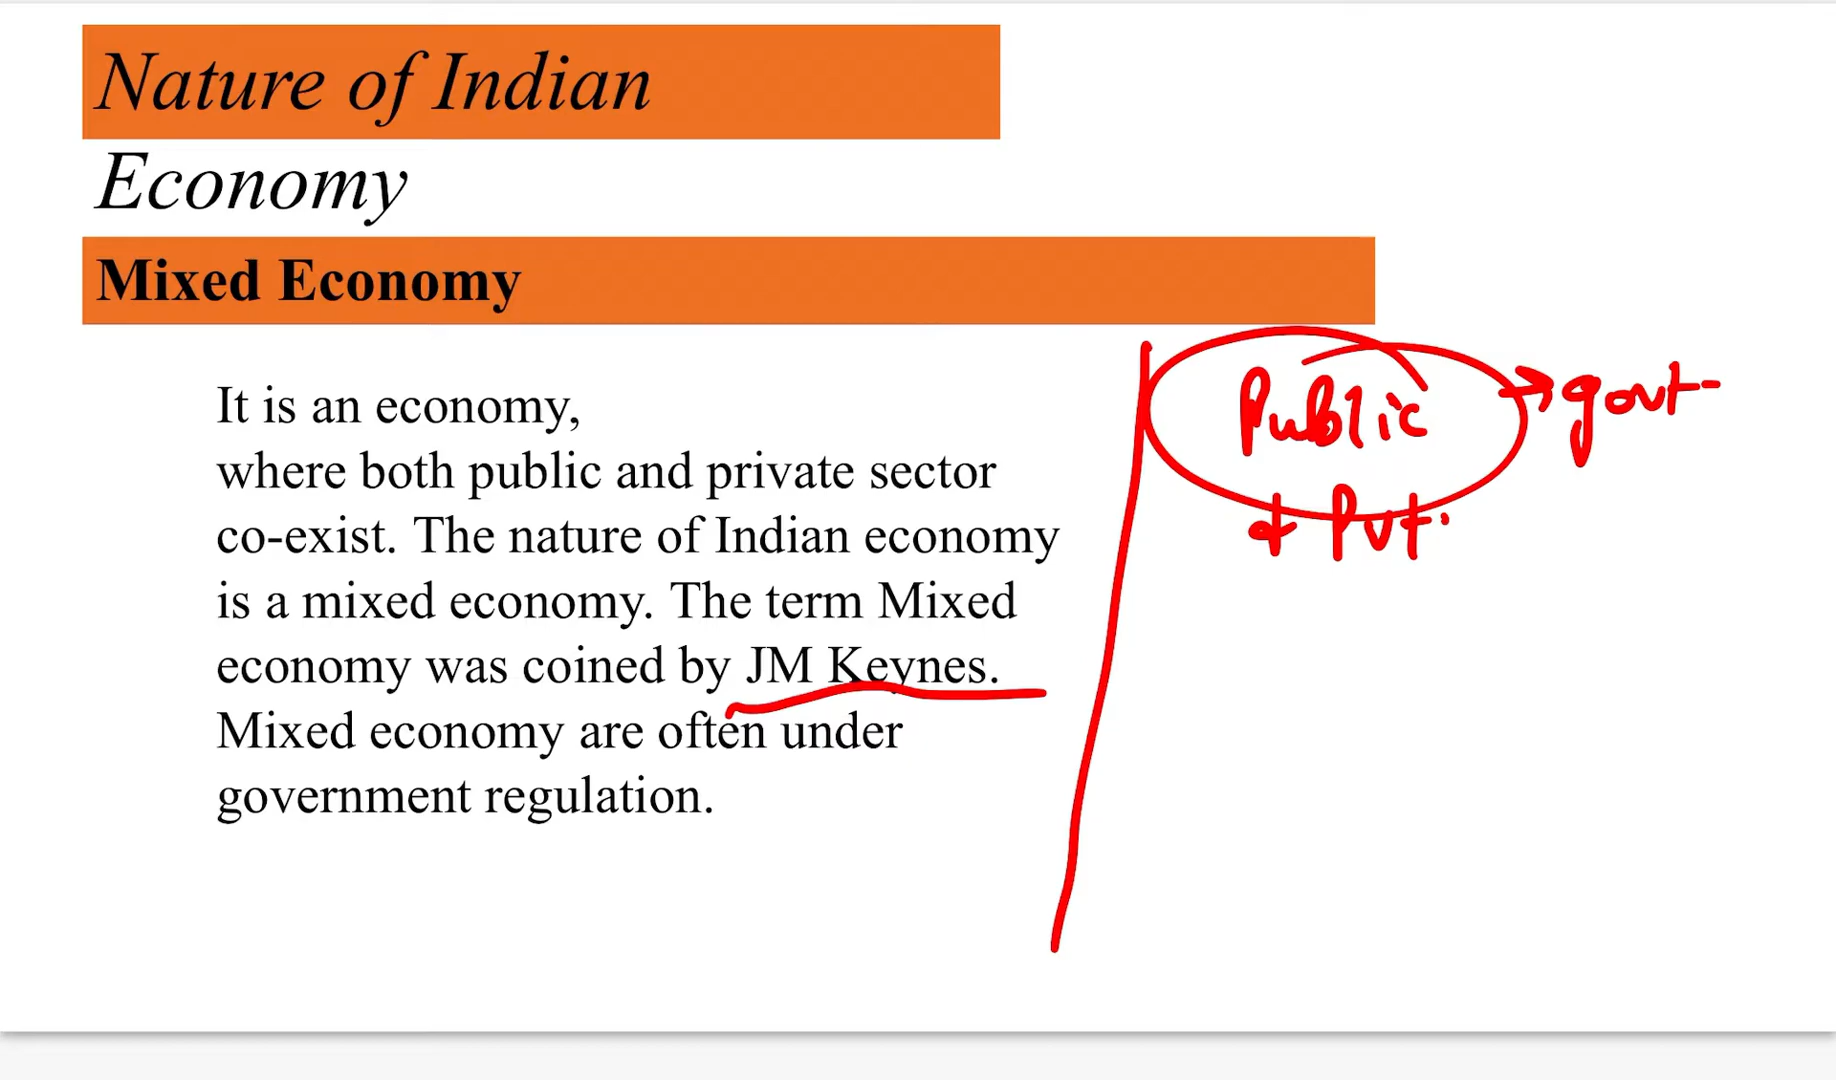 Nature of Indian
Economy
Mixed Economy
It is an economy,
where both public and private sector
co-exist. The nature of Indian economy
is a mixed economy. The term Mixed
economy was coined by JM Keynes.
Mixed economy are often under
government regulation.
Public → govt
& Pvt.